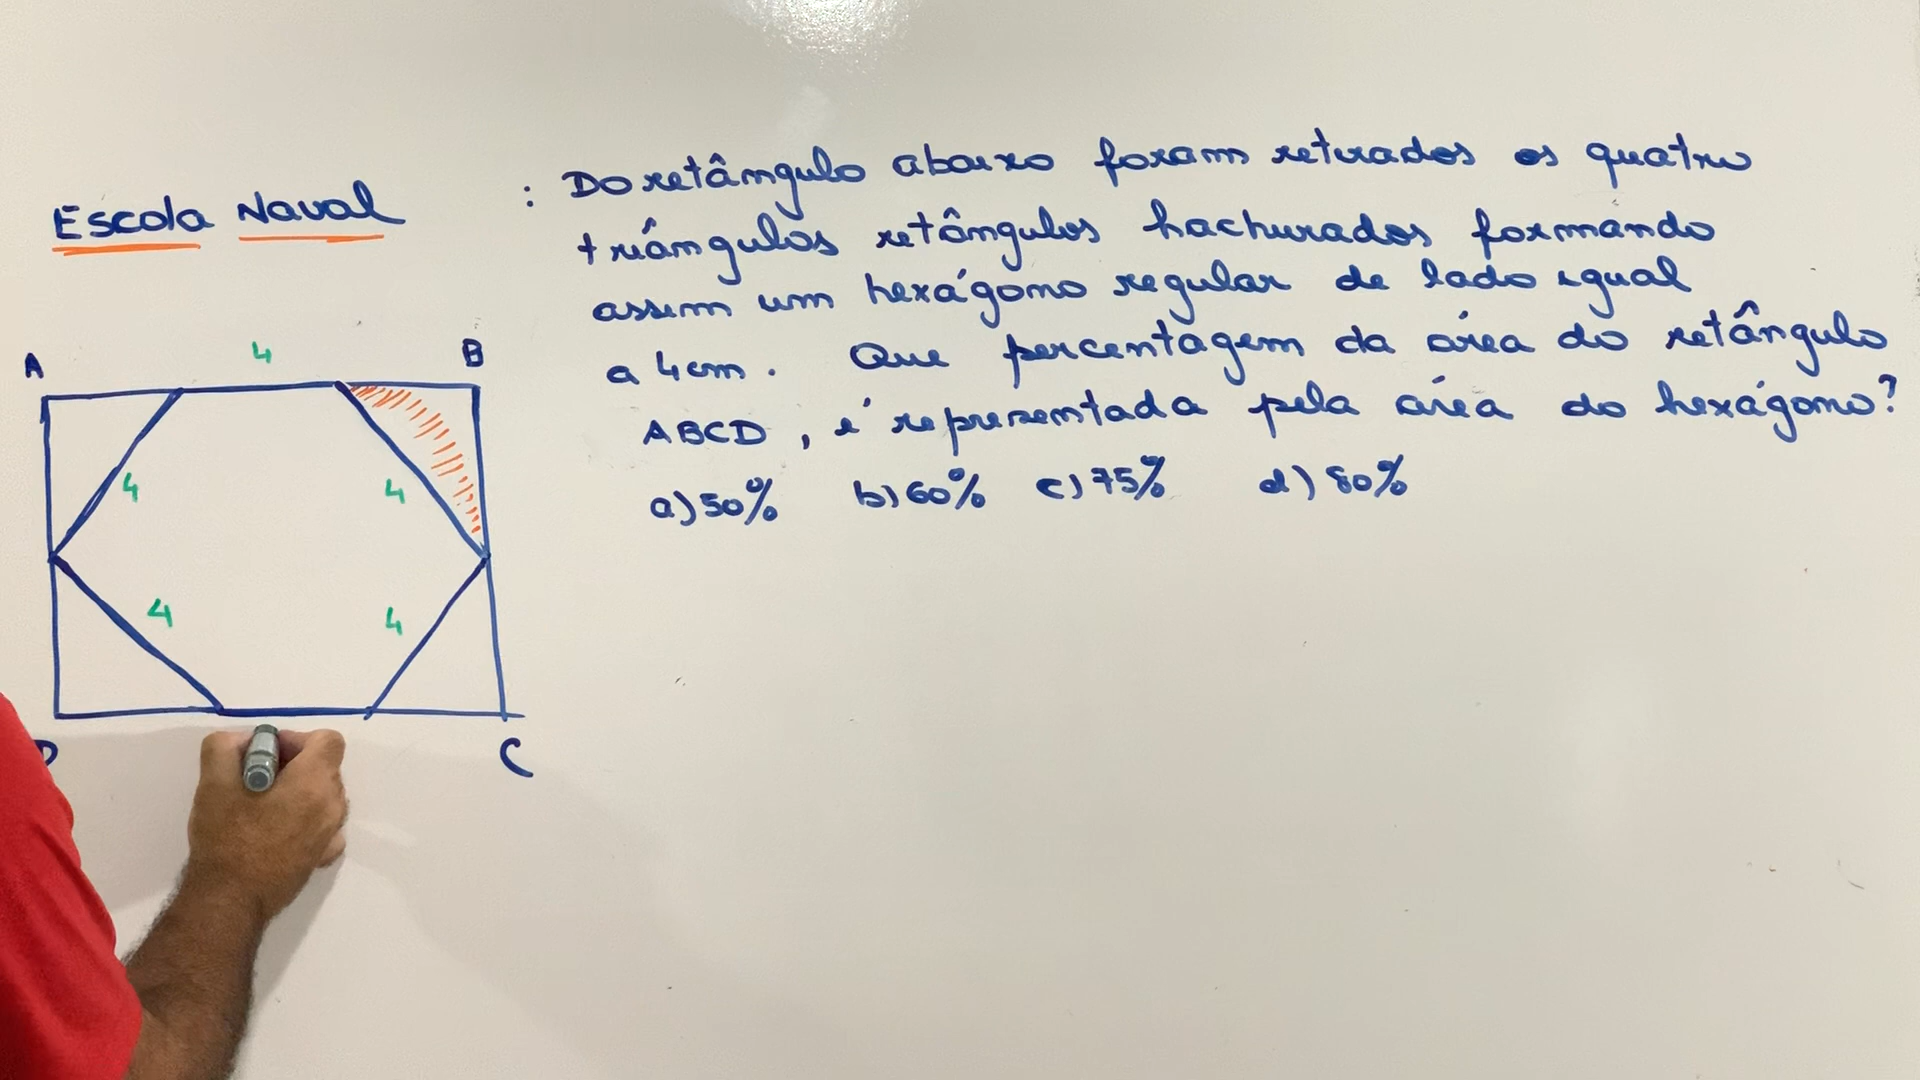 Escola Naval : Do retângulo abaixo foram retirados os quatro
triângulos retângulos hachurados formando
assim um hexágono regular de lado igual
a 4cm. Que percentagem da área do retângulo
ABCD, é representada pela área do hexágono?
a) 50% b) 60% c) 75% d) 80%
A 4 B
4 4
4 4
D C